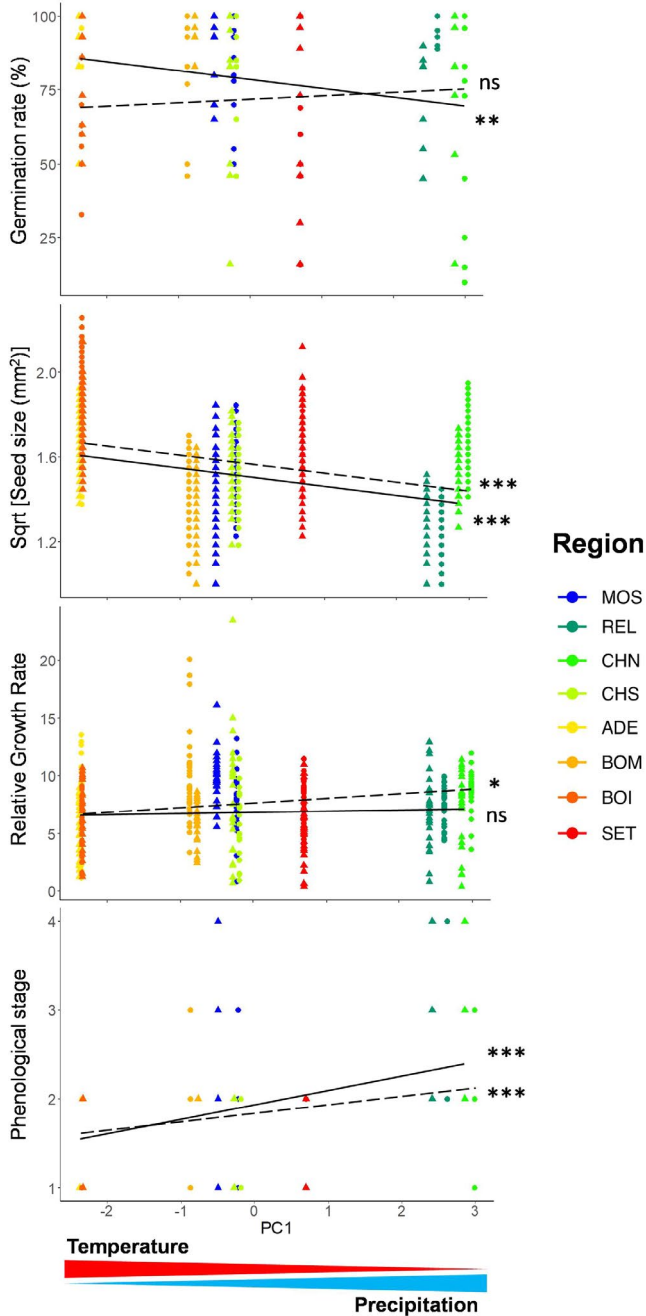 Germination rate (%)
100
75
50
25
ns
**
Sqrt [Seed size (mm²)]
2.0
1.6
1.2
***
***
Relative Growth Rate
20
15
10
5
0
*
ns
Phenological stage
4
3
2
1
***
***
-2
-1
0
1
2
3
PC1
Temperature
Precipitation
Region
MOS
REL
CHN
CHS
ADE
BOM
BOI
SET